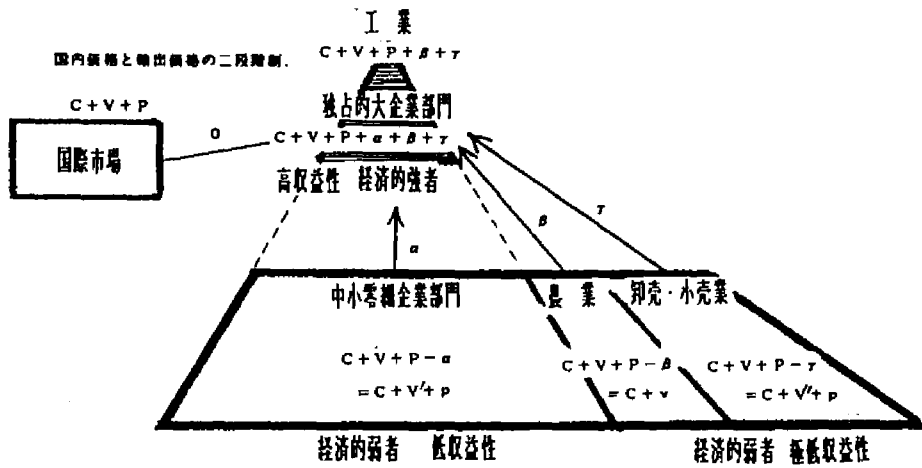 工業
C+V+P+β+γ
国内価格と輸出価格の二段階制.
独占的大企業部門
C+V+P
O
C+V+P+α+β+γ
国際市場
高収益性 経済的強者
α
β
γ
中小零細企業部門
農業
卸売・小売業
C+V+P-α
=C+V'+p
C+V+P-β
=C+v
C+V+P-γ
=C+V''+p
経済的弱者 低収益性
経済的弱者 極低収益性